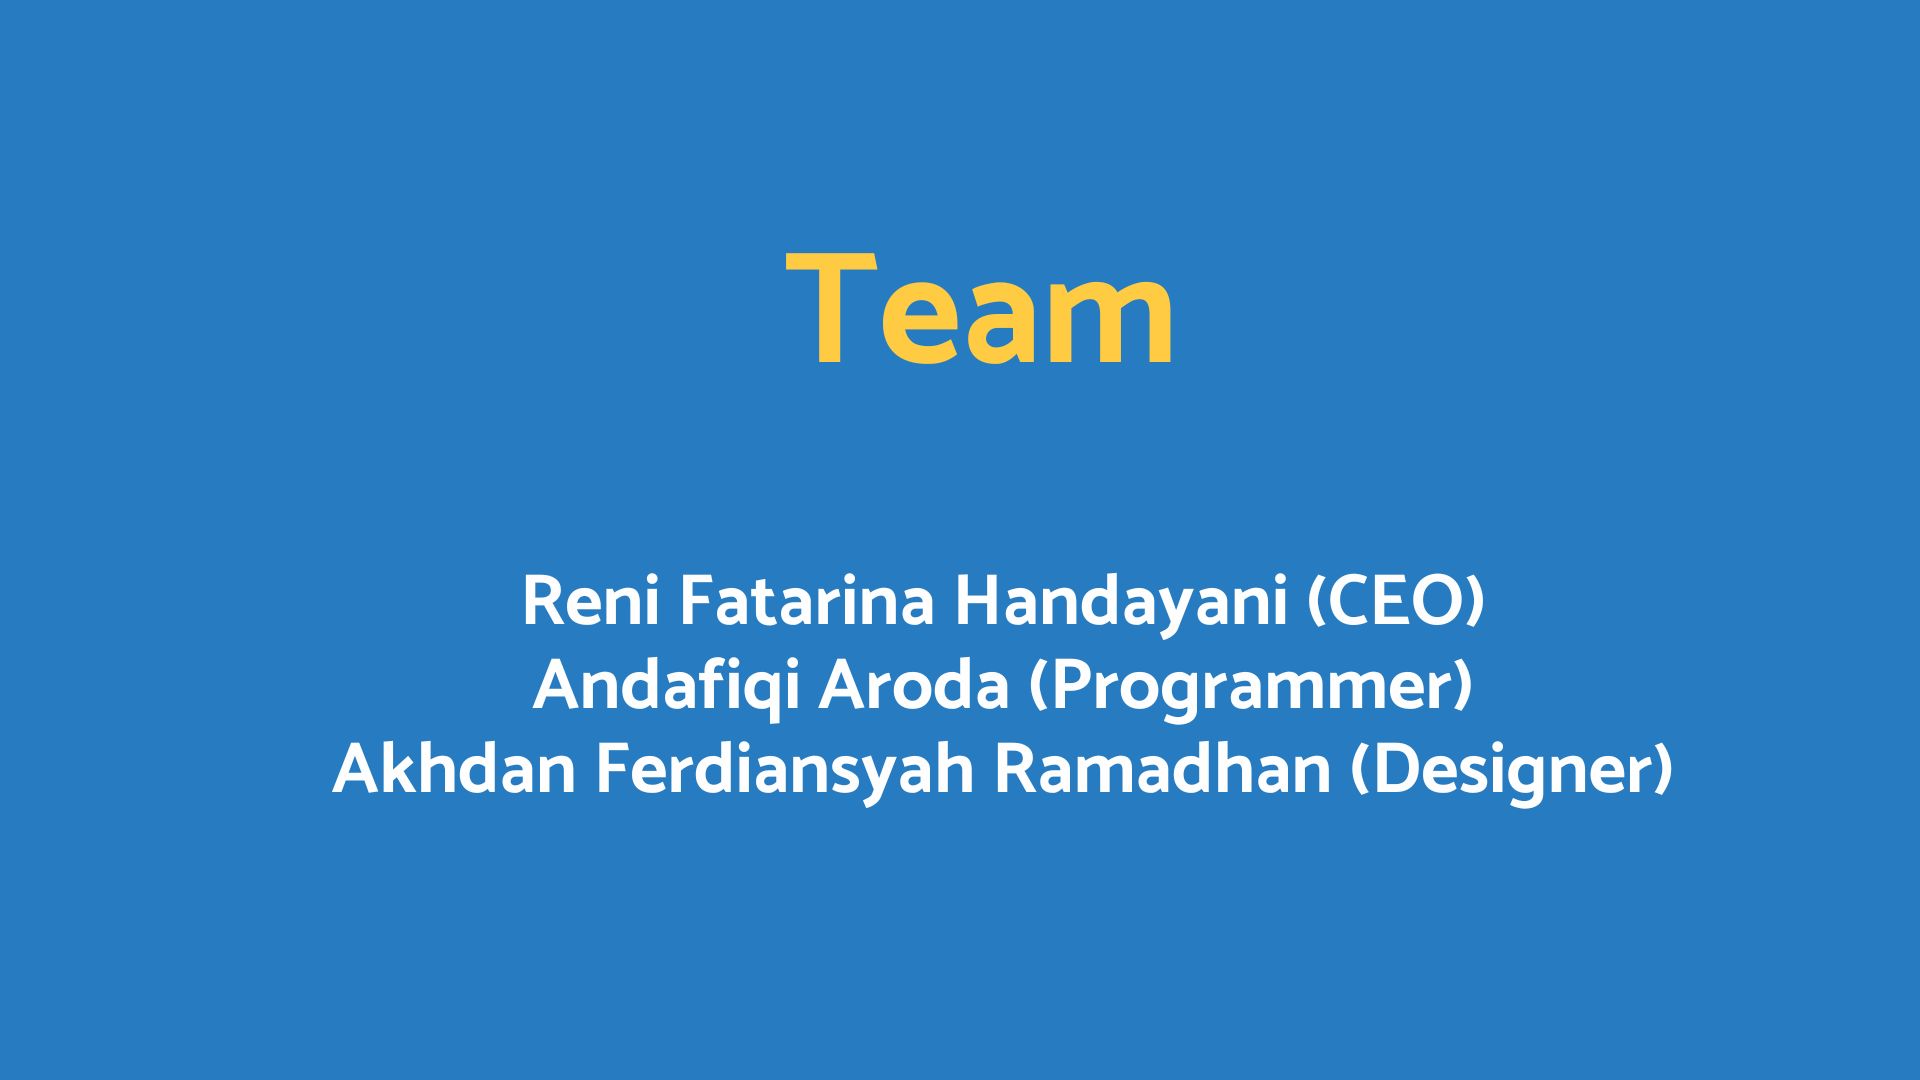 Team
Reni Fatarina Handayani (CEO)
Andafiqi Aroda (Programmer)
Akhdan Ferdiansyah Ramadhan (Designer)